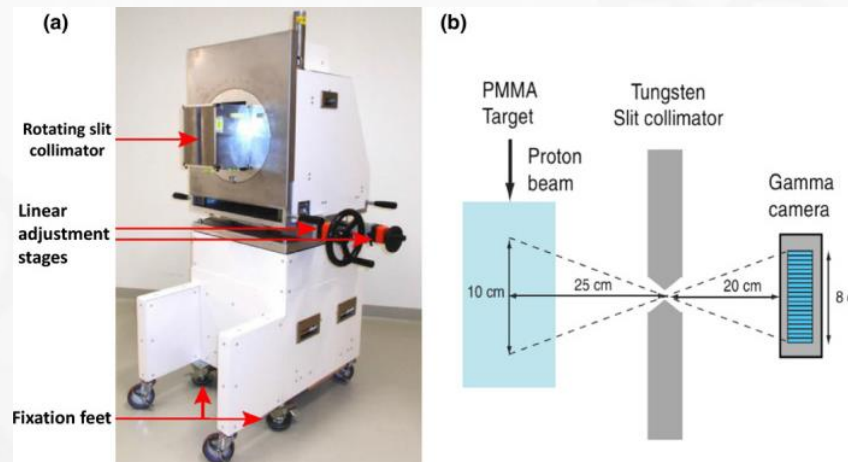 (a)
Rotating slit
collimator
Linear
adjustment
stages
Fixation feet
(b)
PMMA
Target
Proton
beam
Tungsten
Slit collimator
Gamma
camera
10 cm
25 cm
20 cm
8 c